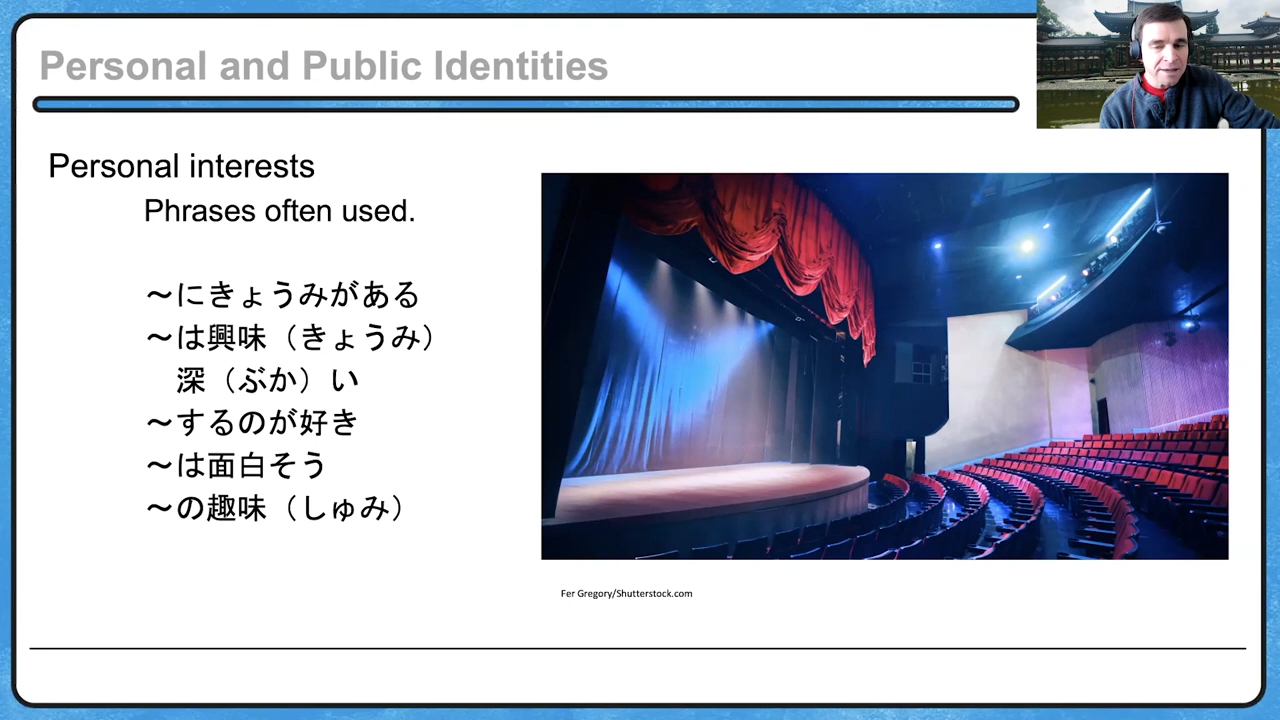 Personal and Public Identities
Personal interests
Phrases often used.
～にきょうみがある
～は興味（きょうみ）
深（ぶか）い
～するのが好き
～は面白そう
～の趣味（しゅみ）
Fer Gregory/Shutterstock.com